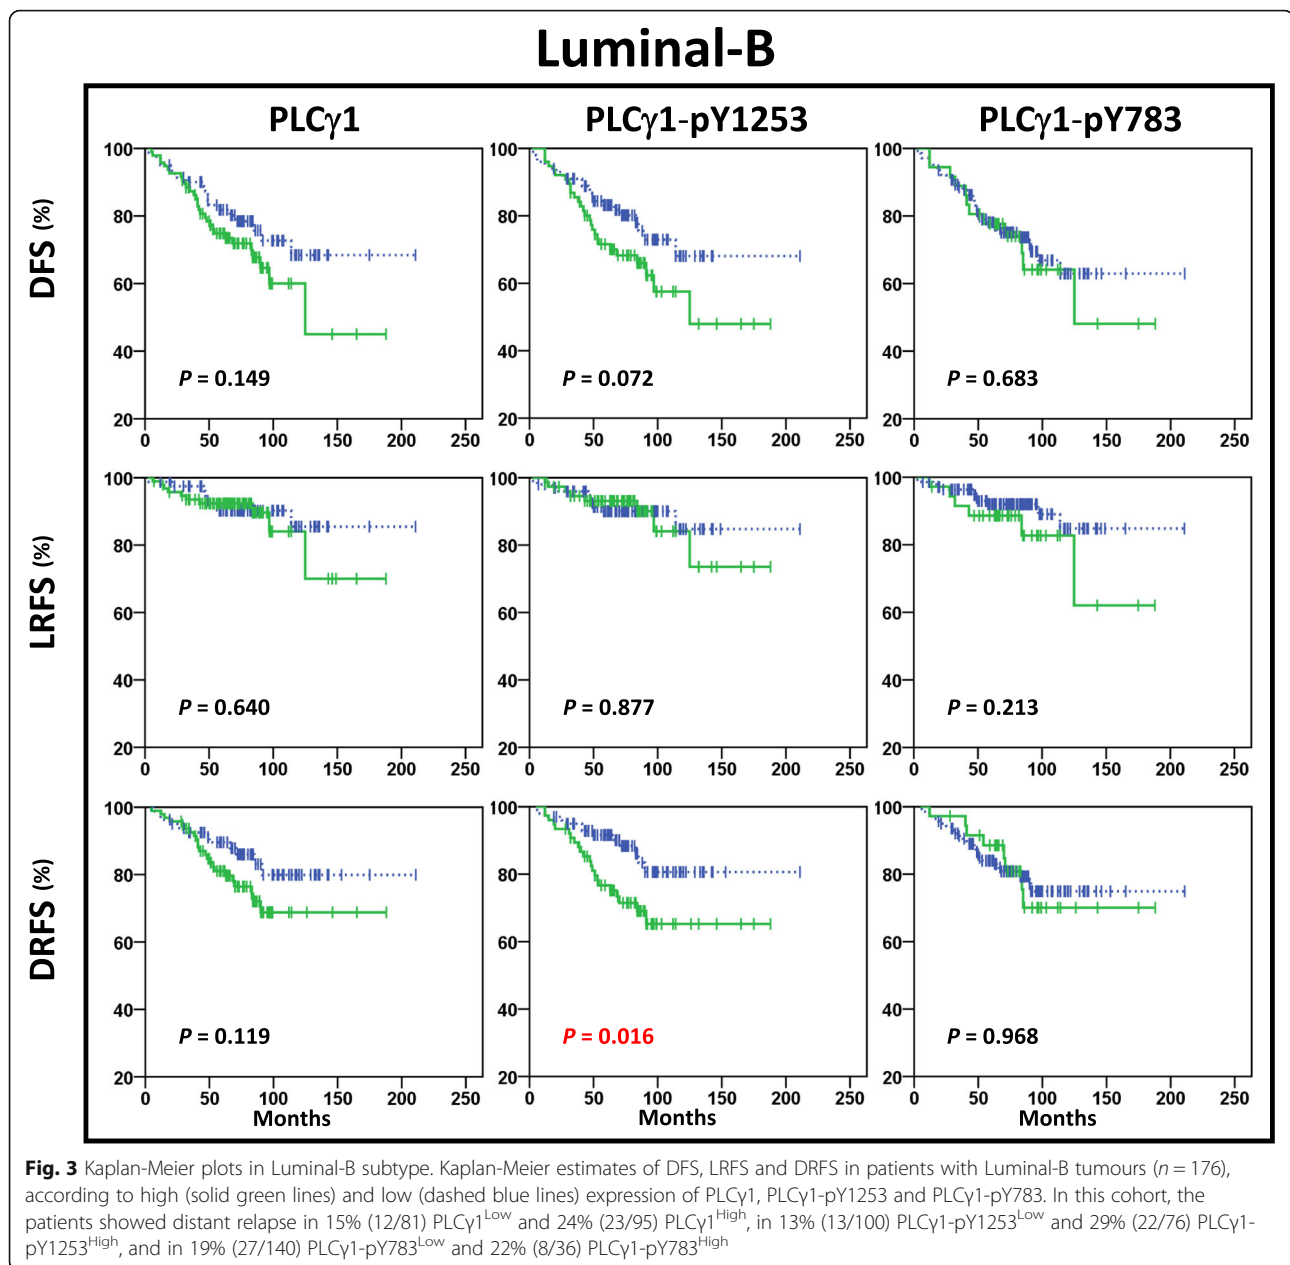 Luminal-B
PLCγ1 PLCγ1-pY1253 PLCγ1-pY783
DFS (%)
100 100 100
80 80 80
60 60 60
40 40 40
P = 0.149 P = 0.072 P = 0.683
20 20 20
0 50 100 150 200 250 0 50 100 150 200 250 0 50 100 150 200 250
LRFS (%)
100 100 100
80 80 80
60 60 60
40 40 40
P = 0.640 P = 0.877 P = 0.213
20 20 20
0 50 100 150 200 250 0 50 100 150 200 250 0 50 100 150 200 250
DRFS (%)
100 100 100
80 80 80
60 60 60
40 40 40
P = 0.119 P = 0.016 P = 0.968
20 20 20
0 50 100 150 200 250 0 50 100 150 200 250 0 50 100 150 200 250
Months Months Months
Fig. 3 Kaplan-Meier plots in Luminal-B subtype. Kaplan-Meier estimates of DFS, LRFS and DRFS in patients with Luminal-B tumours (n = 176),
according to high (solid green lines) and low (dashed blue lines) expression of PLCγ1, PLCγ1-pY1253 and PLCγ1-pY783. In this cohort, the
patients showed distant relapse in 15% (12/81) PLCγ1Low and 24% (23/95) PLCγ1High, in 13% (13/100) PLCγ1-pY1253Low and 29% (22/76) PLCγ1-
pY1253High, and in 19% (27/140) PLCγ1-pY783Low and 22% (8/36) PLCγ1-pY783High